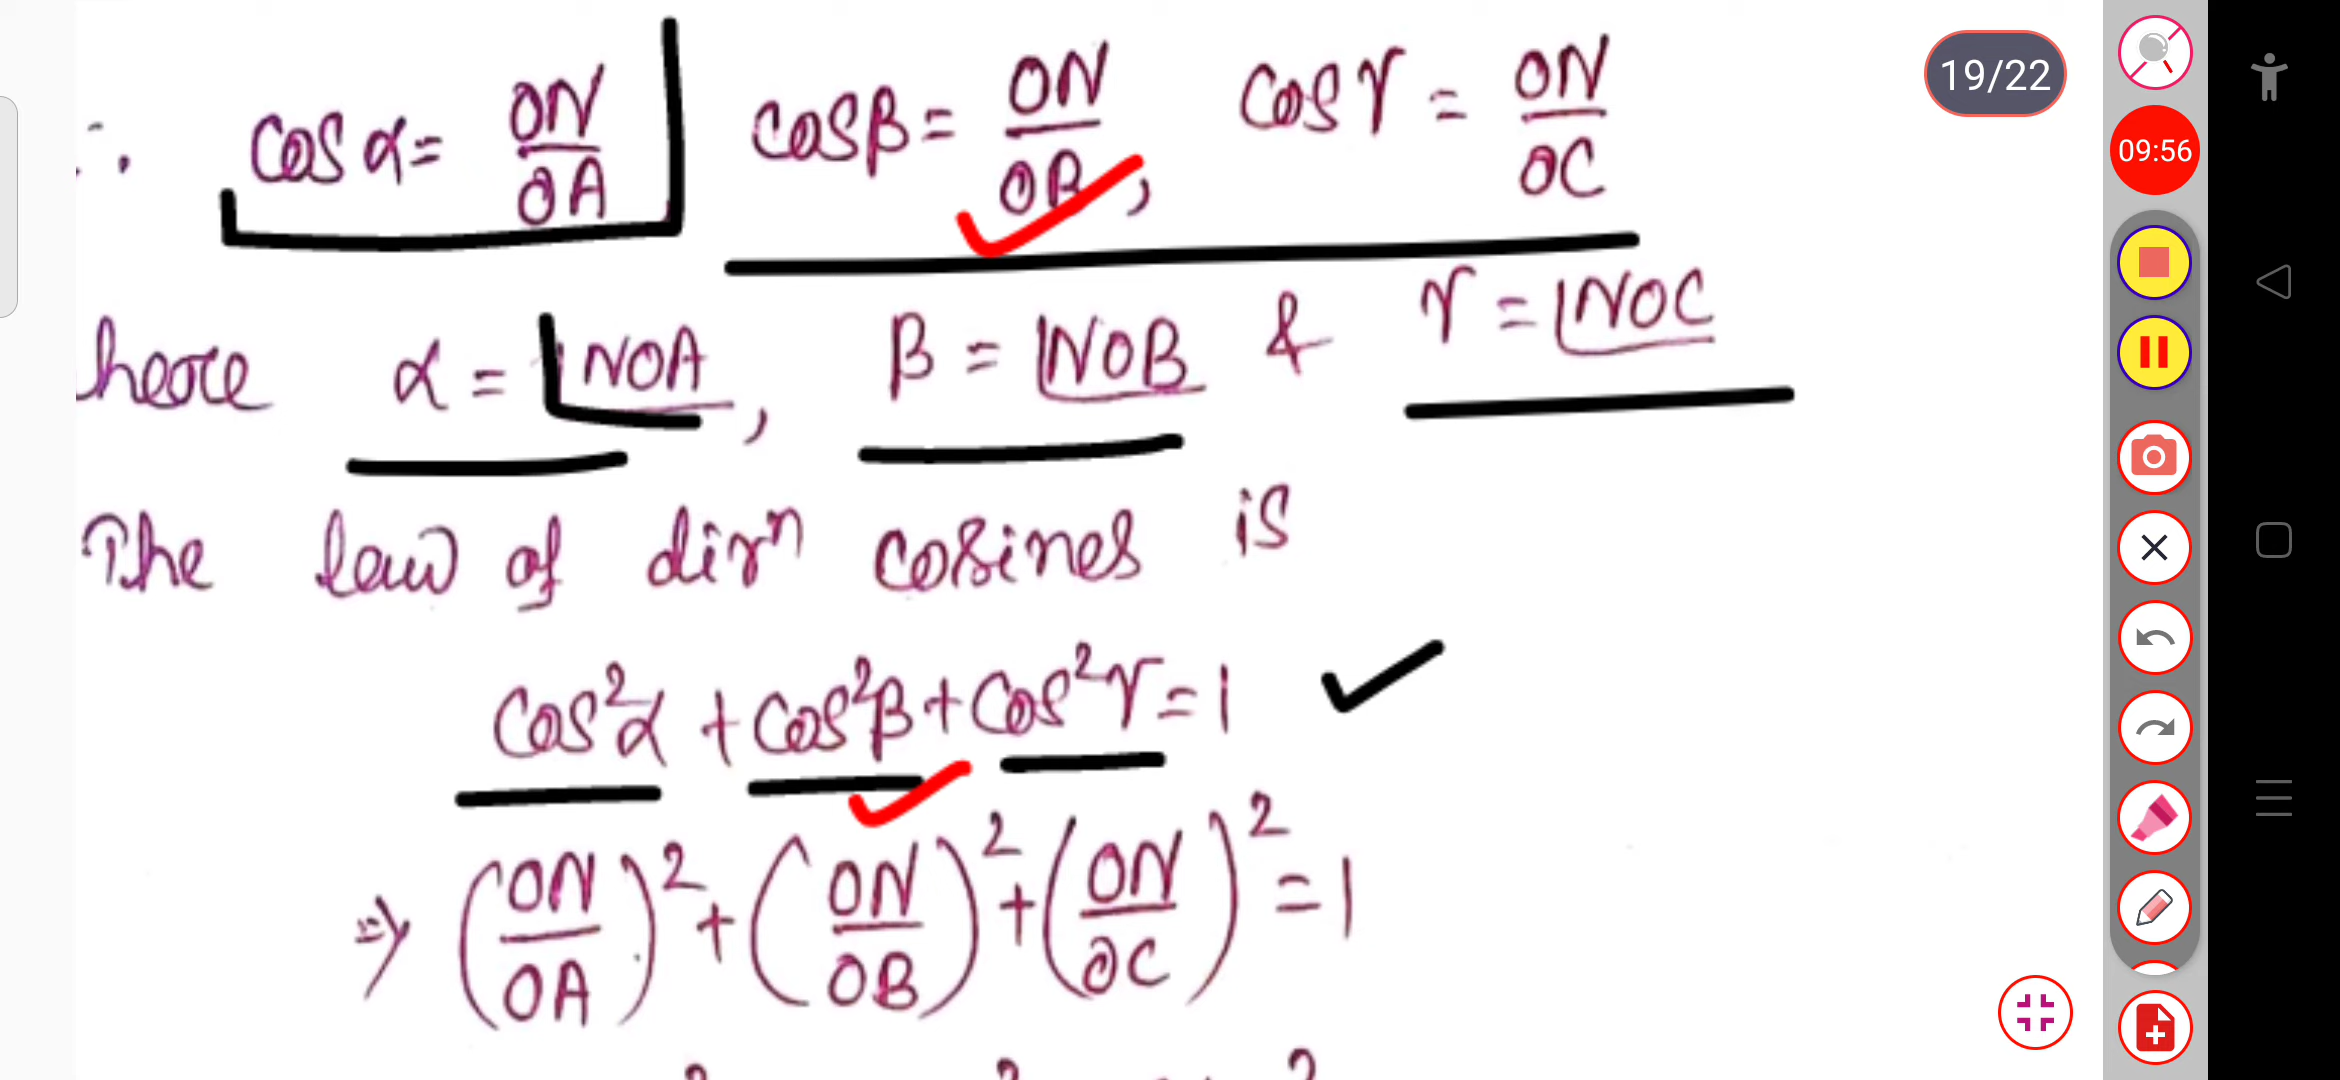 19/22
09:56
∴ cos α = ON/OA cos β = ON/OB, cos γ = ON/OC
here α = ∠NOA, β = ∠NOB & γ = ∠NOC
The law of dirⁿ cosines is
cos²α + cos²β + cos²γ = 1
⇒ (ON/OA)² + (ON/OB)² + (ON/OC)² = 1